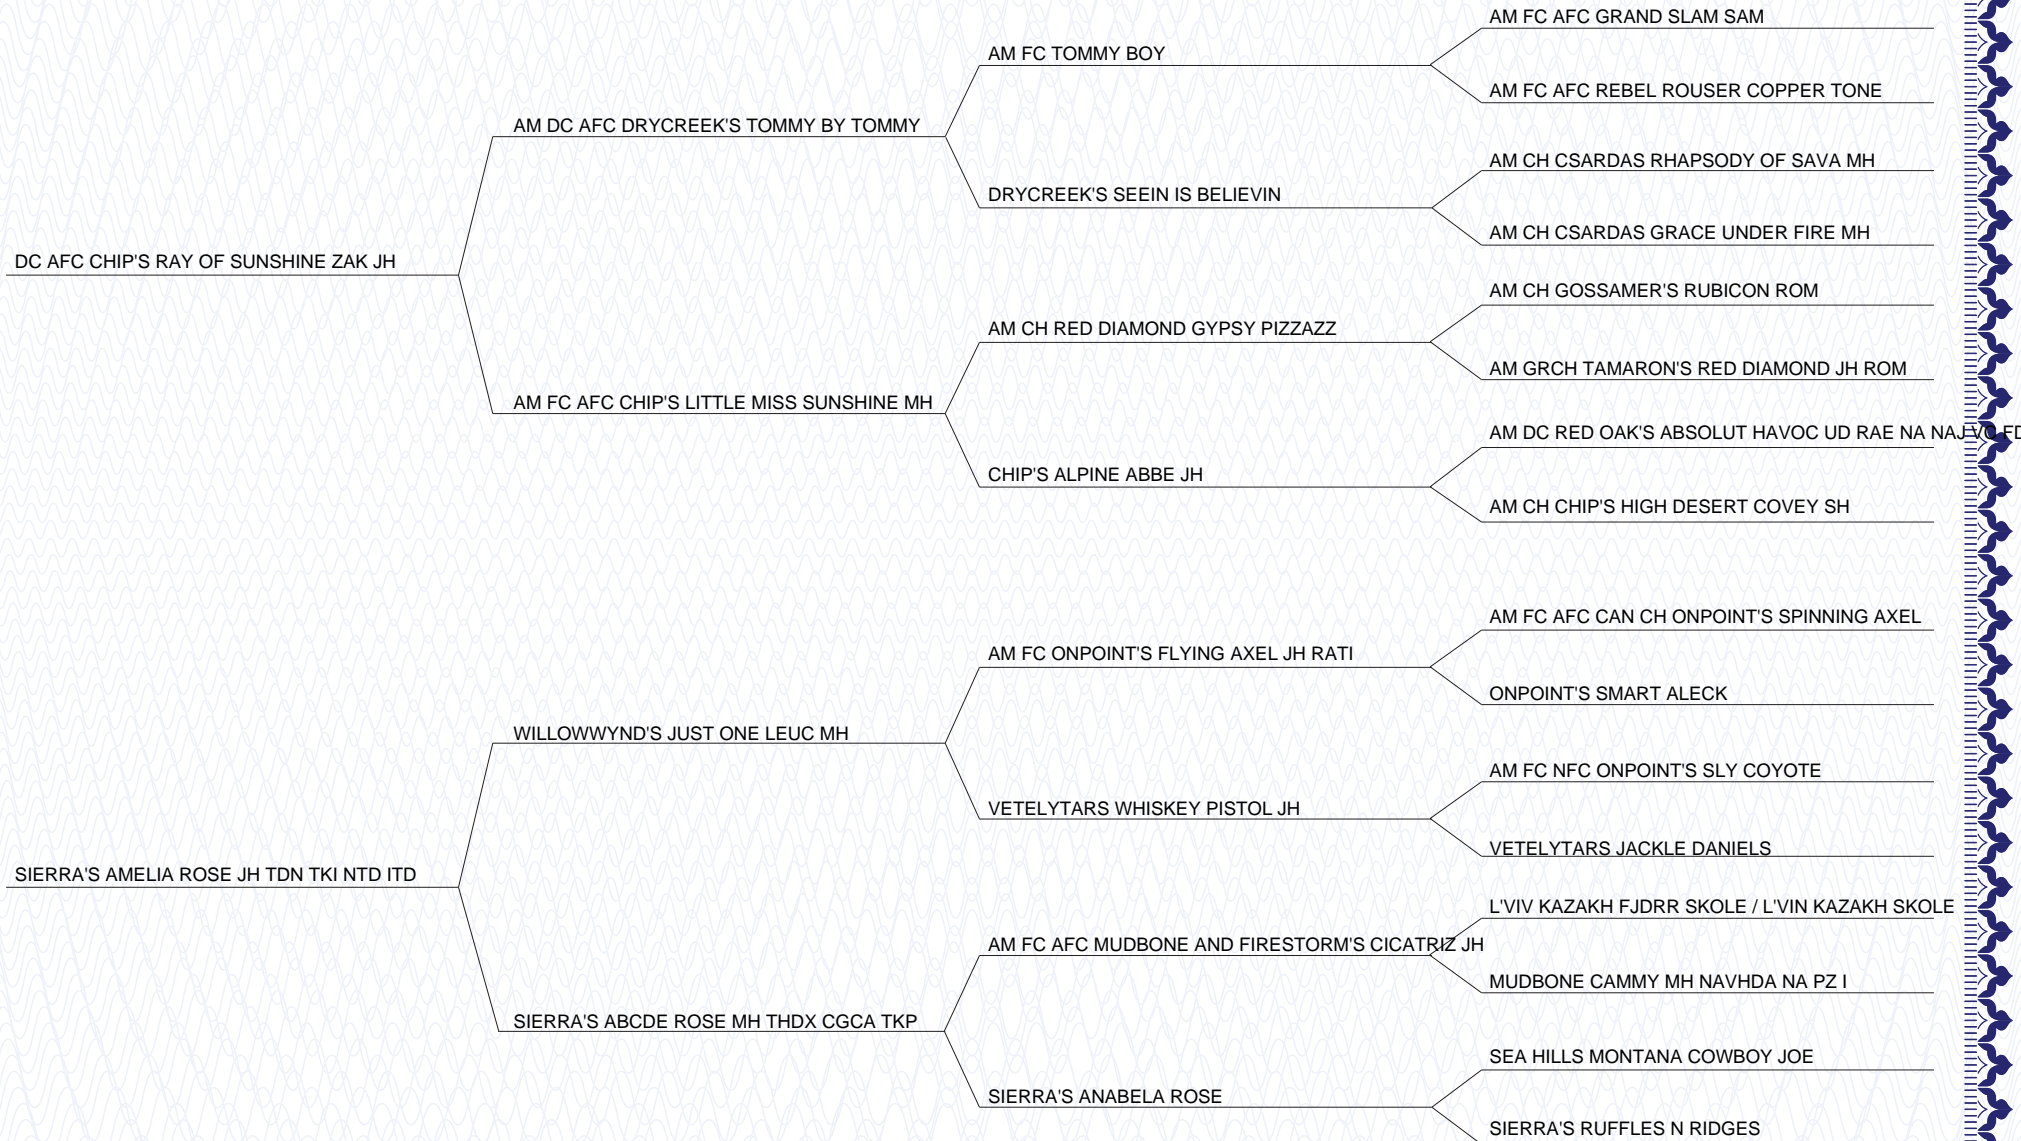 AM FC AFC GRAND SLAM SAM
AM FC TOMMY BOY
AM FC AFC REBEL ROUSER COPPER TONE
AM DC AFC DRYCREEK'S TOMMY BY TOMMY
AM CH CSARDAS RHAPSODY OF SAVA MH
DRYCREEK'S SEEIN IS BELIEVIN
AM CH CSARDAS GRACE UNDER FIRE MH
DC AFC CHIP'S RAY OF SUNSHINE ZAK JH
AM CH GOSSAMER'S RUBICON ROM
AM CH RED DIAMOND GYPSY PIZZAZZ
AM GRCH TAMARON'S RED DIAMOND JH ROM
AM FC AFC CHIP'S LITTLE MISS SUNSHINE MH
AM DC RED OAK'S ABSOLUT HAVOC UD RAE NA NAJ VC FD
CHIP'S ALPINE ABBE JH
AM CH CHIP'S HIGH DESERT COVEY SH
AM FC AFC CAN CH ONPOINT'S SPINNING AXEL
AM FC ONPOINT'S FLYING AXEL JH RATI
ONPOINT'S SMART ALECK
WILLOWWYND'S JUST ONE LEUC MH
AM FC NFC ONPOINT'S SLY COYOTE
VETELYTARS WHISKEY PISTOL JH
VETELYTARS JACKLE DANIELS
SIERRA'S AMELIA ROSE JH TDN TKI NTD ITD
L'VIV KAZAKH FJDRR SKOLE / L'VIN KAZAKH SKOLE
AM FC AFC MUDBONE AND FIRESTORM'S CICATRIZ JH
MUDBONE CAMMY MH NAVHDA NA PZ I
SIERRA'S ABCDE ROSE MH THDX CGCA TKP
SEA HILLS MONTANA COWBOY JOE
SIERRA'S ANABELA ROSE
SIERRA'S RUFFLES N RIDGES